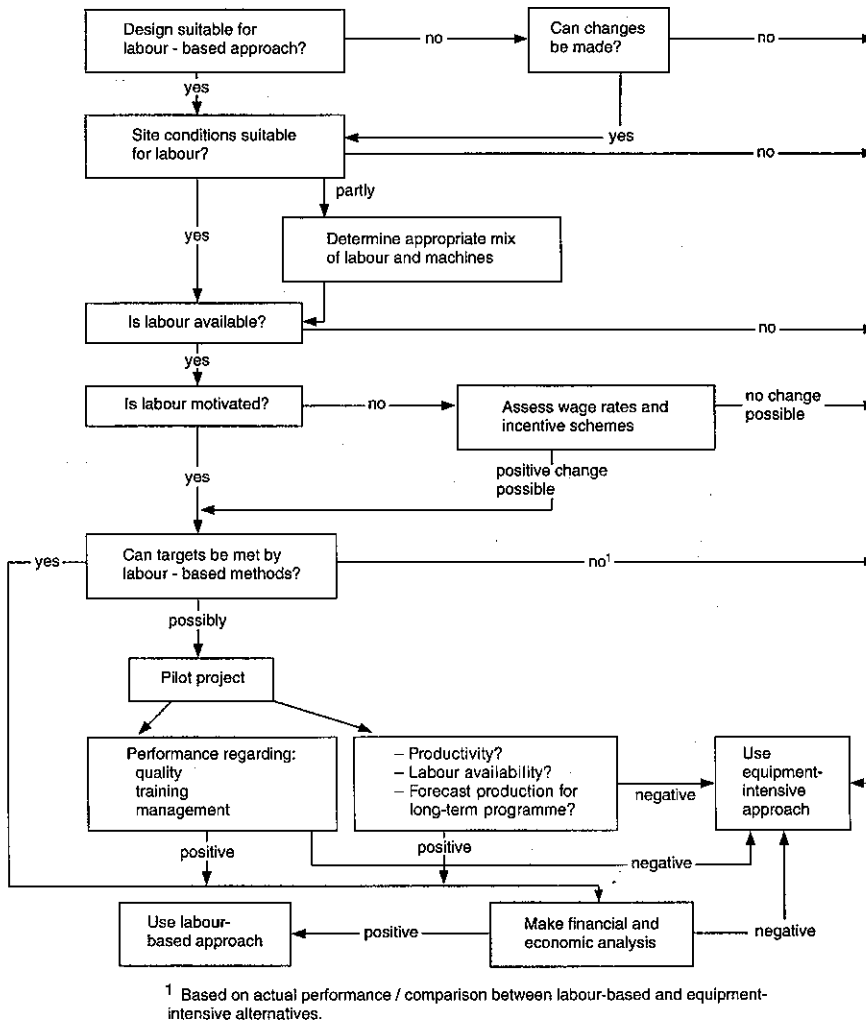 Design suitable for
labour - based approach?
no
Can changes
be made?
no
yes
yes
Site conditions suitable
for labour?
no
partly
yes
Determine appropriate mix
of labour and machines
Is labour available?
no
yes
Is labour motivated?
no
Assess wage rates and
incentive schemes
no change
possible
yes
positive change
possible
yes
Can targets be met by
labour - based methods?
no¹
possibly
Pilot project
Performance regarding:
quality
training
management
– Productivity?
– Labour availability?
– Forecast production for
long-term programme?
negative
Use
equipment-
intensive
approach
positive
positive
negative
Use labour-
based approach
positive
Make financial and
economic analysis
negative
¹ Based on actual performance / comparison between labour-based and equipment-
intensive alternatives.